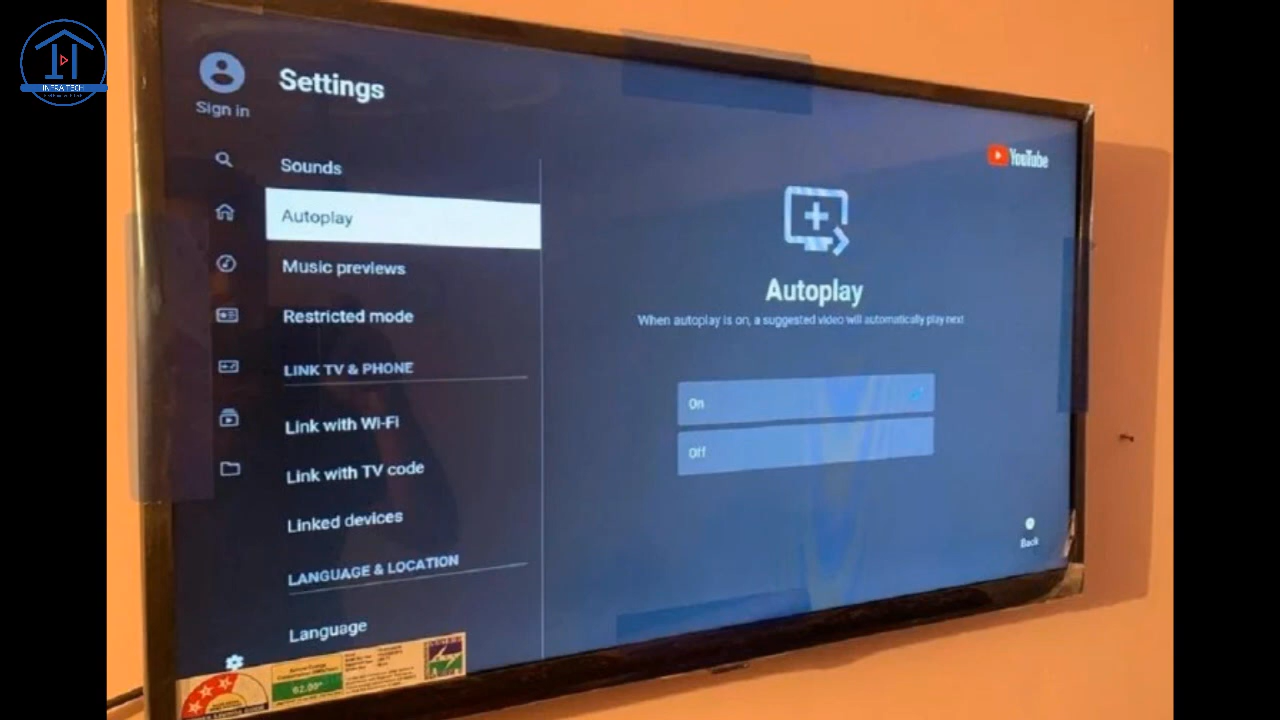 INFRA TECH
Sign in
Settings
Sounds
Autoplay
Music previews
Restricted mode
LINK TV & PHONE
Link with Wi-Fi
Link with TV code
Linked devices
LANGUAGE & LOCATION
Language
YouTube
Autoplay
When autoplay is on, a suggested video will automatically play next
On
Off
Back